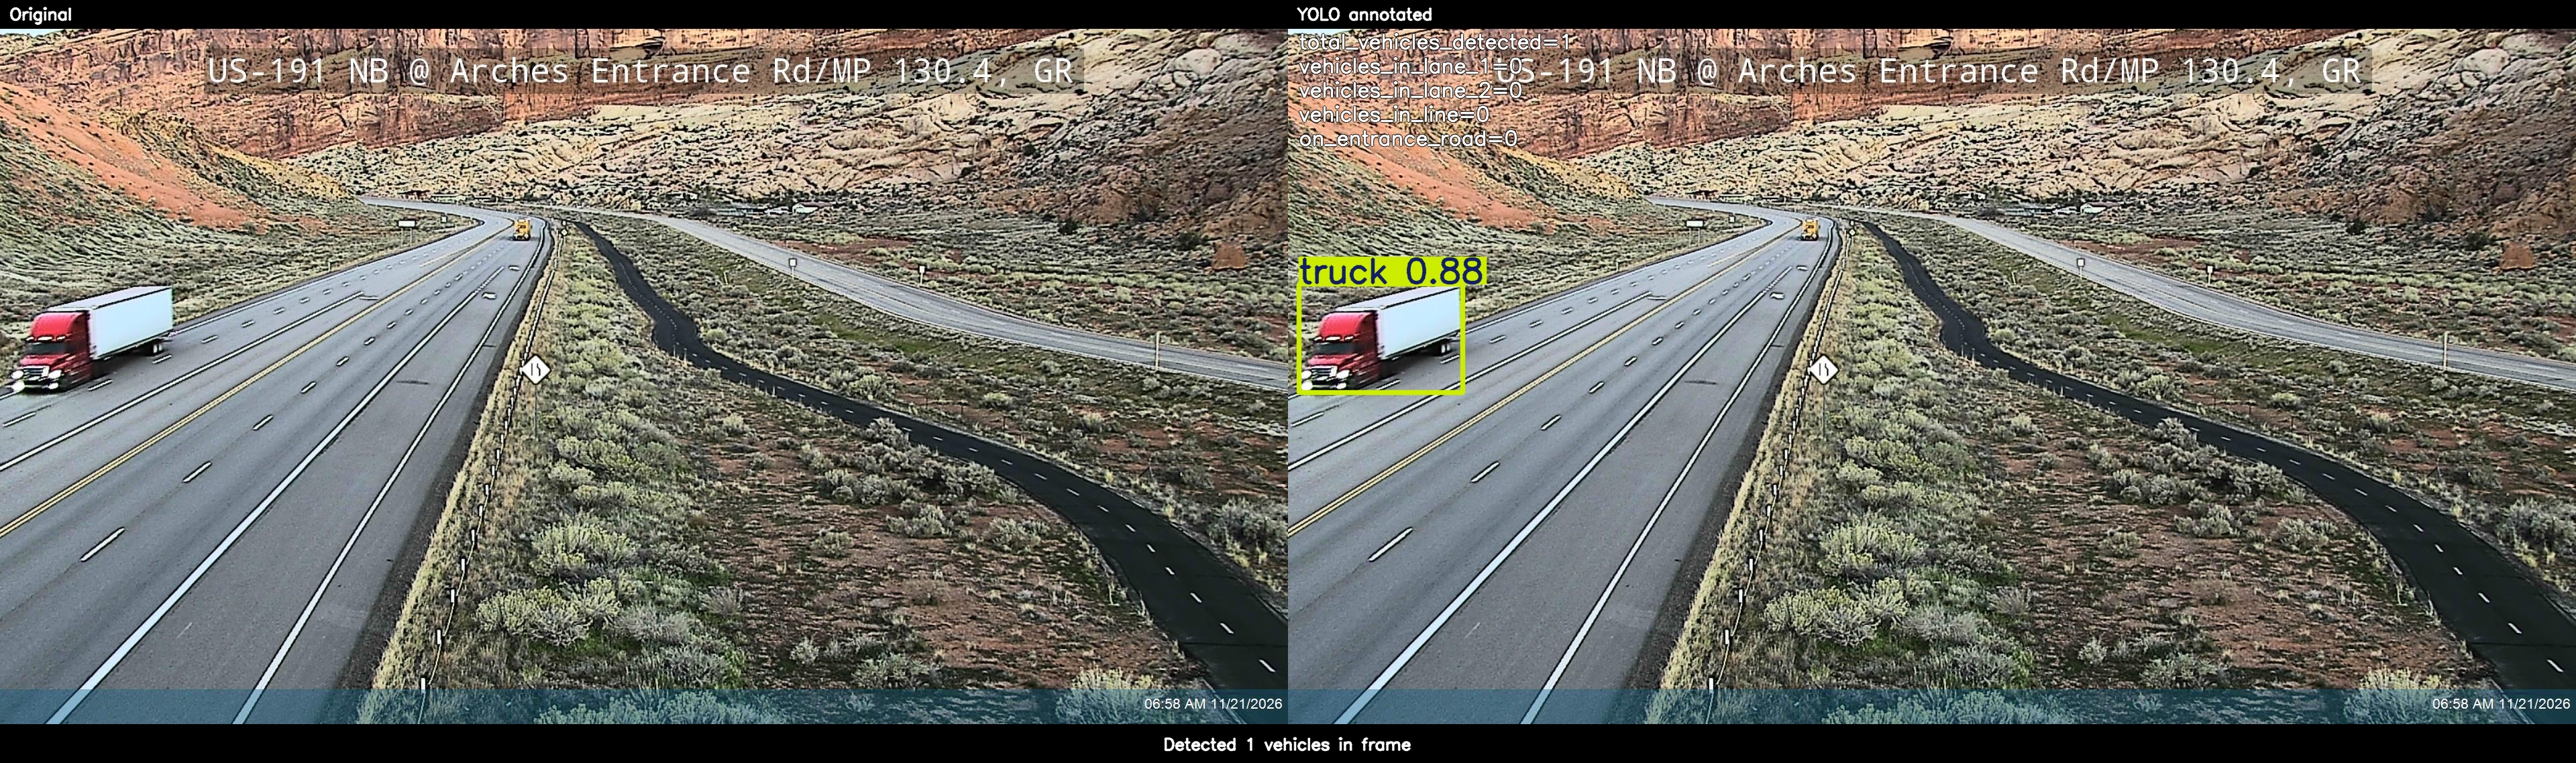 Original
YOLO annotated
US-191 NB @ Arches Entrance Rd/MP 130.4, GR
total_vehicles_detected=1
vehicles_in_lane_1=0
US-191 NB @ Arches Entrance Rd/MP 130.4, GR
vehicles_in_lane_2=0
vehicles_in_line=0
on_entrance_road=0
truck 0.88
06:58 AM 11/21/2026
06:58 AM 11/21/2026
Detected 1 vehicles in frame